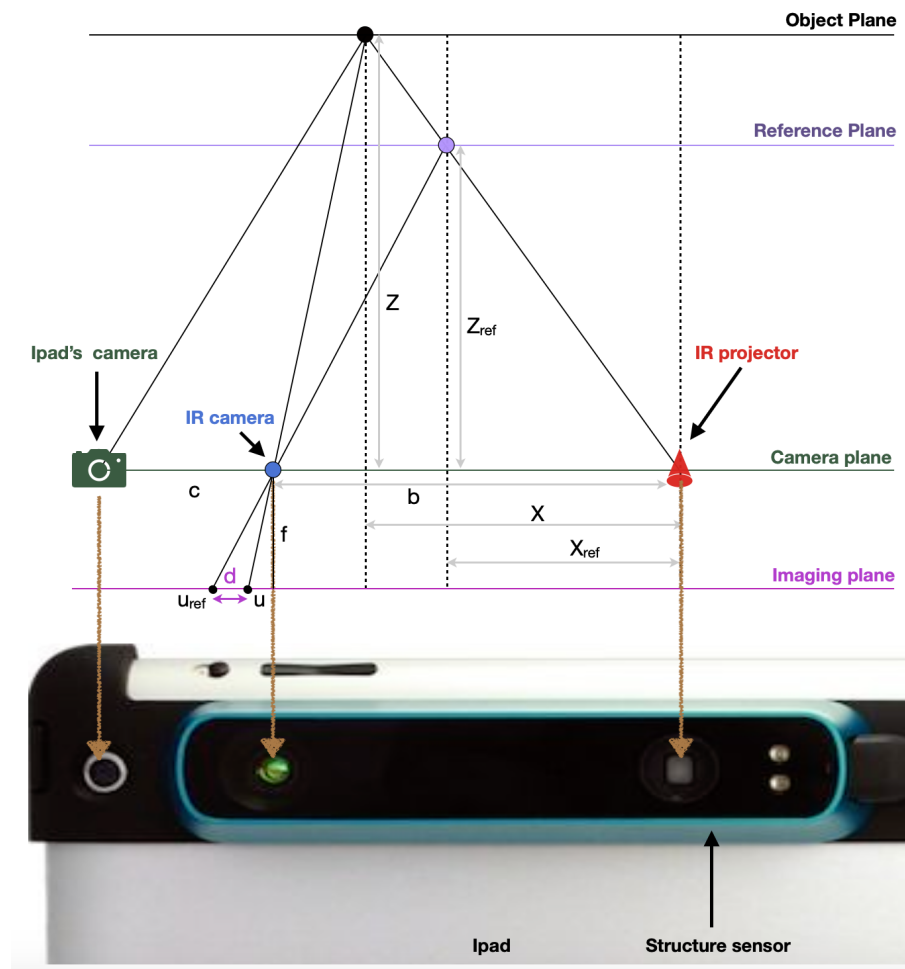 Object Plane
Reference Plane
Z
Zref
Ipad's camera
IR projector
IR camera
Camera plane
c
b
X
f
Xref
d
Imaging plane
uref
u
Ipad
Structure sensor